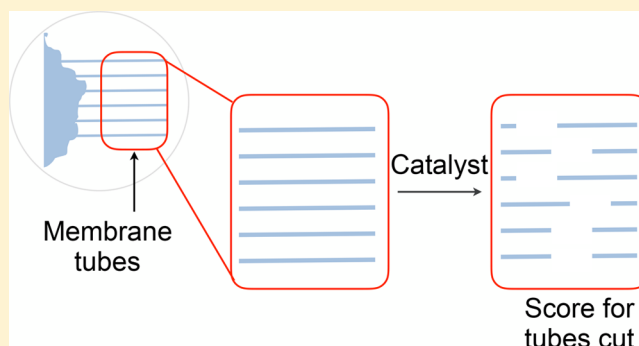 Membrane
tubes
Catalyst
Score for
tubes cut